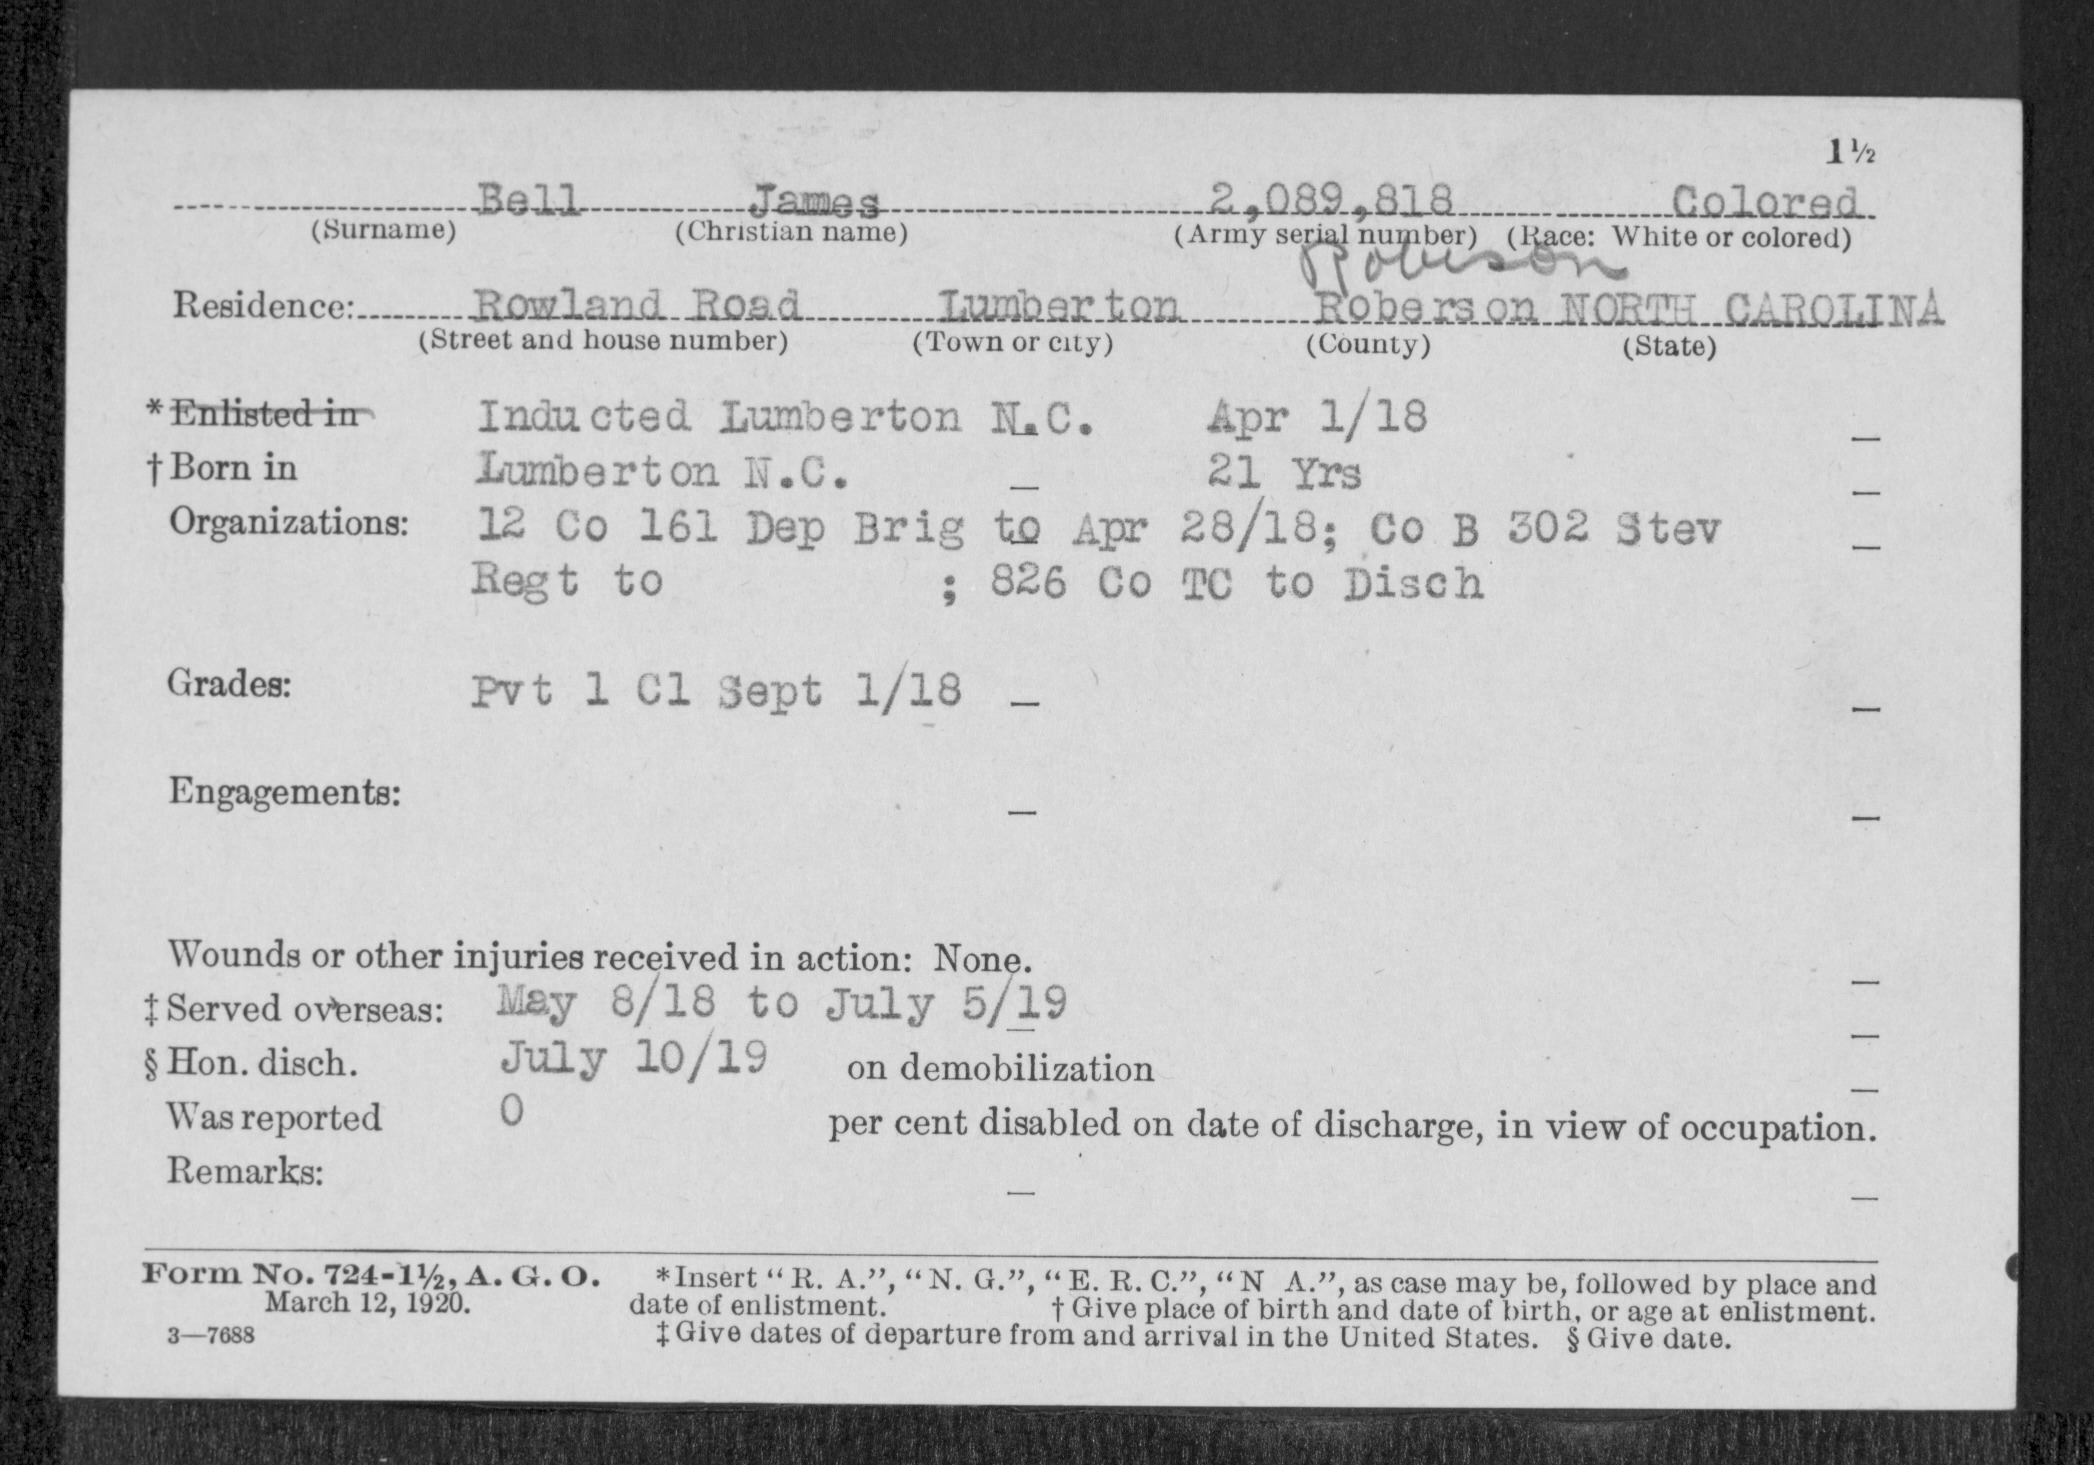 1½
Bell James 2,089,818 Colored
(Surname) (Christian name) (Army serial number) (Race: White or colored)
Robeson
Residence: Rowland Road Lumberton Roberson NORTH CAROLINA
(Street and house number) (Town or city) (County) (State)
*Enlisted in Inducted Lumberton N.C. Apr 1/18
†Born in Lumberton N.C. 21 Yrs
Organizations: 12 Co 161 Dep Brig to Apr 28/18; Co B 302 Stev
Regt to ; 826 Co TC to Disch
Grades: Pvt 1 Cl Sept 1/18
Engagements:
Wounds or other injuries received in action: None.
‡Served overseas: May 8/18 to July 5/19
§Hon. disch. July 10/19 on demobilization
Was reported 0 per cent disabled on date of discharge, in view of occupation.
Remarks:
Form No. 724-1½, A. G. O. *Insert "R. A.", "N. G.", "E. R. C.", "N A.", as case may be, followed by place and
March 12, 1920. date of enlistment. †Give place of birth and date of birth, or age at enlistment.
3—7688 ‡Give dates of departure from and arrival in the United States. §Give date.